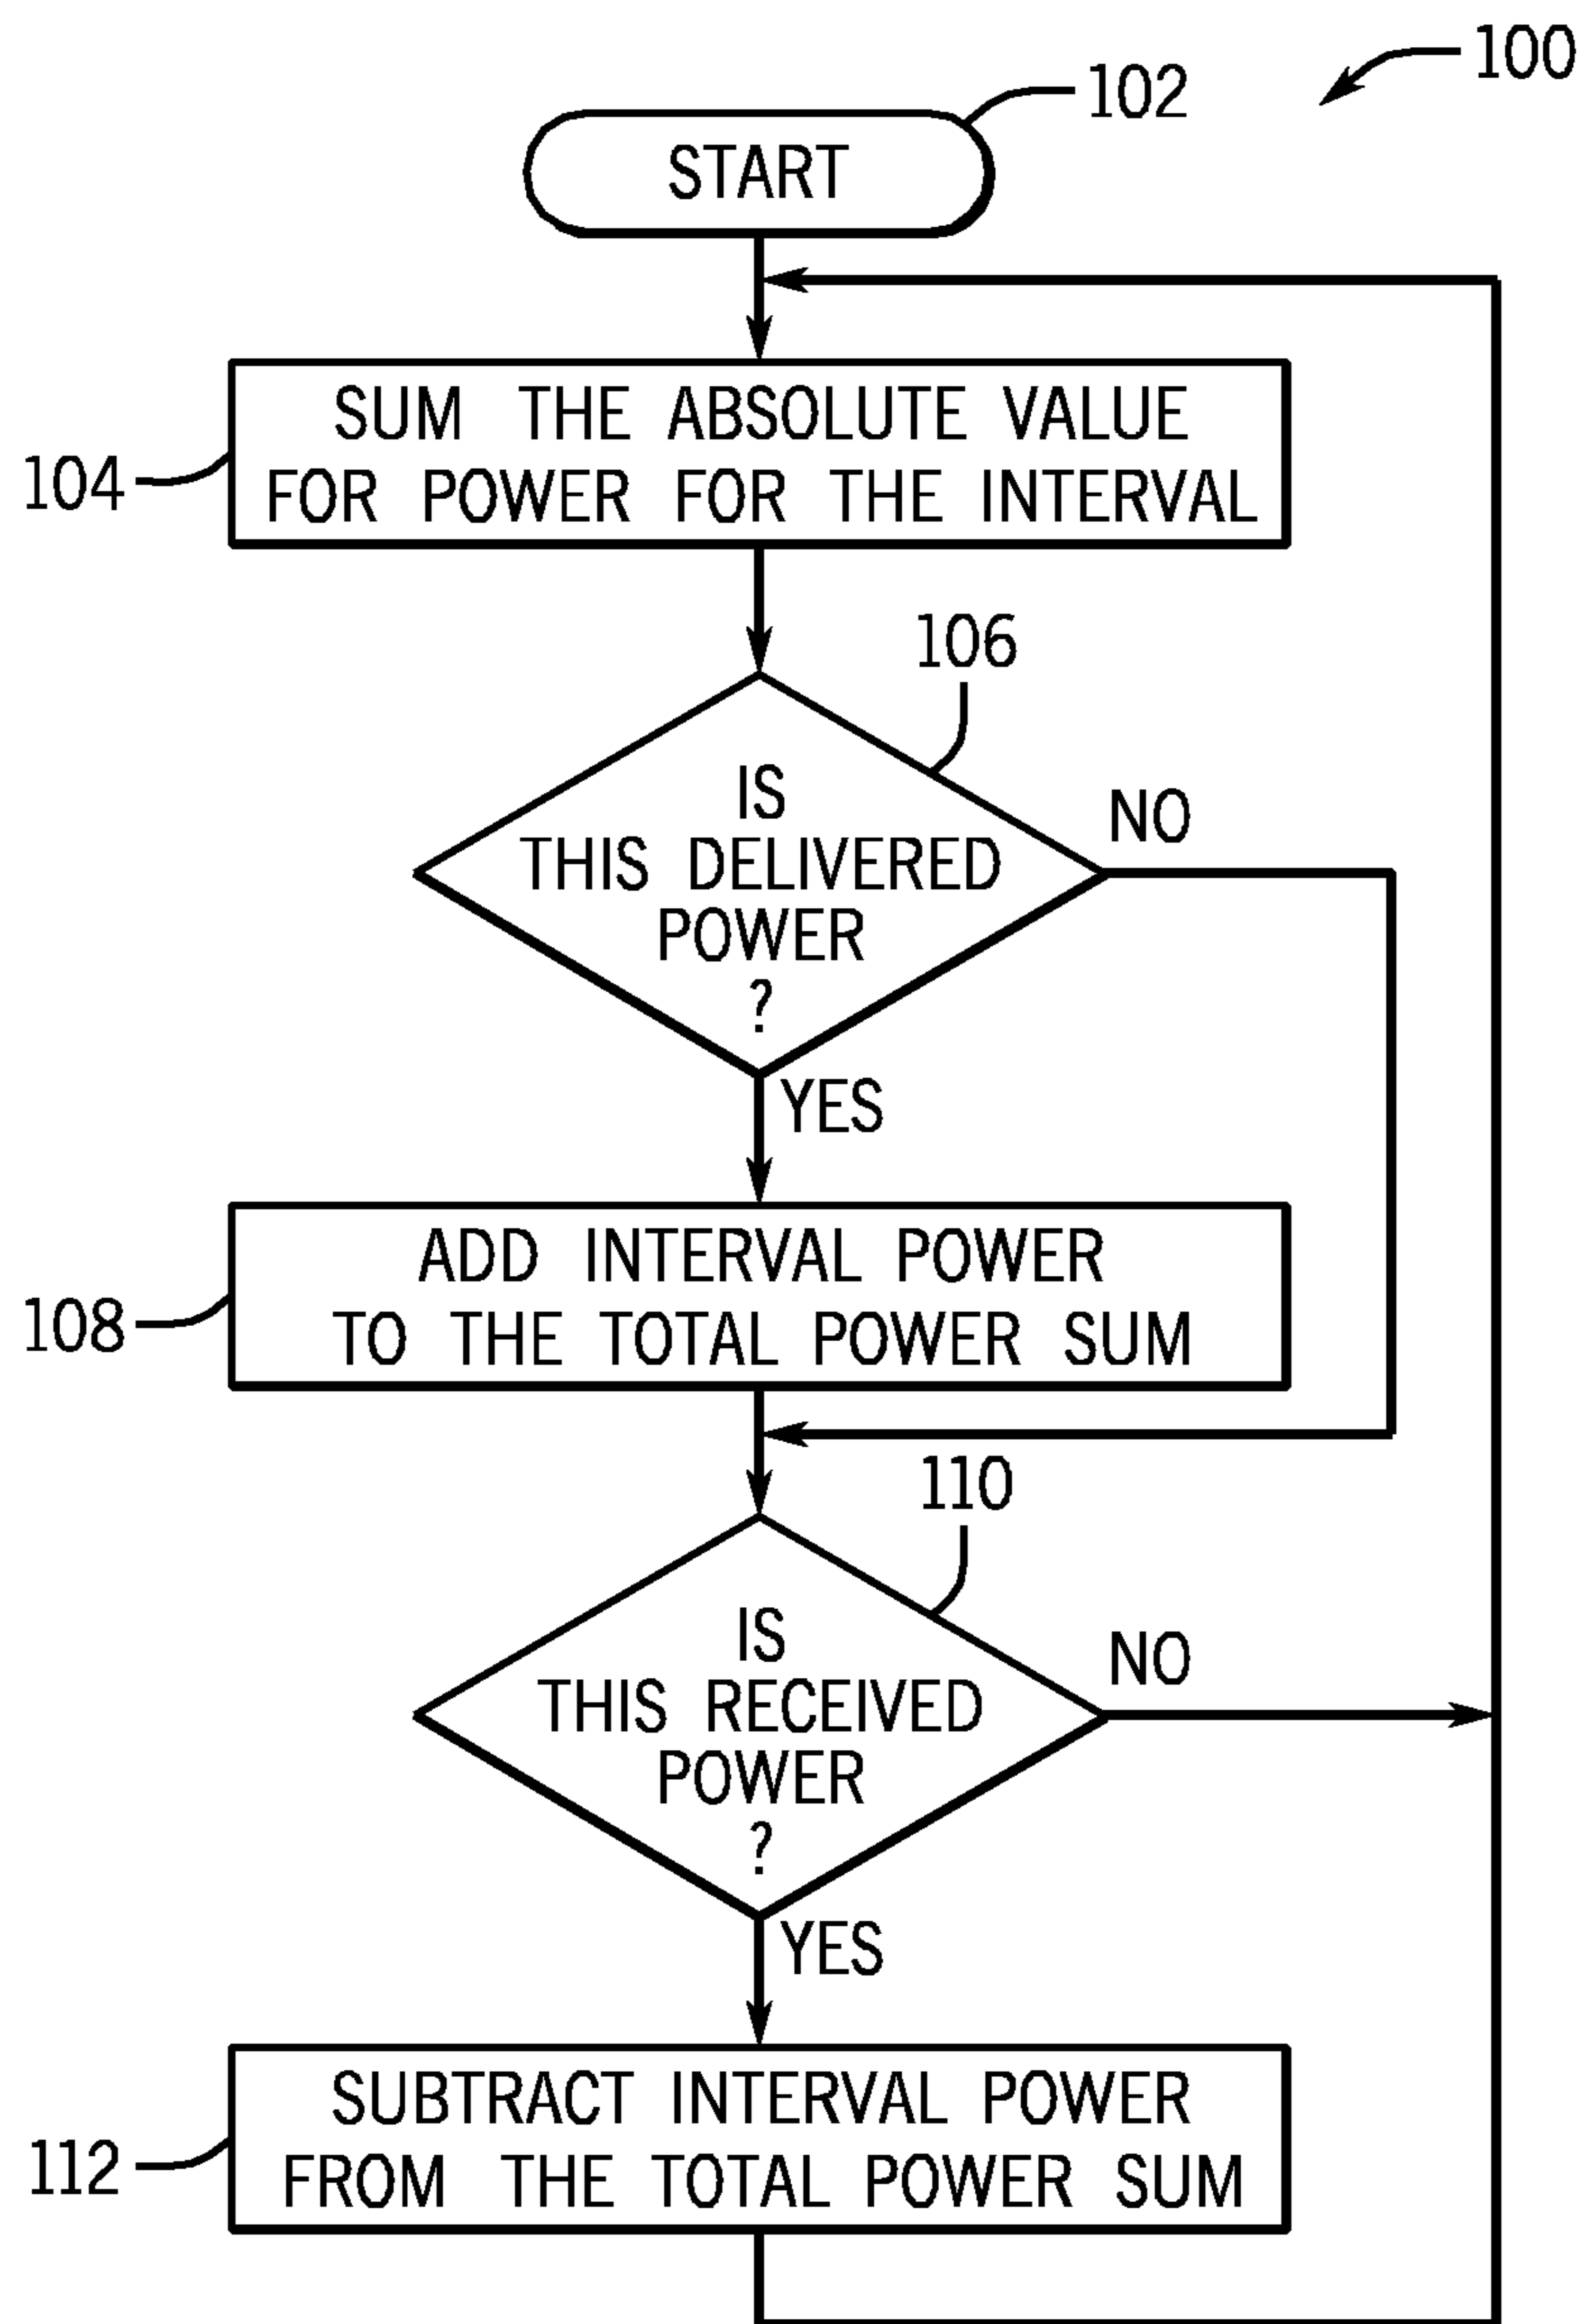 100
102
START
104
SUM THE ABSOLUTE VALUE
FOR POWER FOR THE INTERVAL
106
IS
THIS DELIVERED
POWER
?
NO
YES
108
ADD INTERVAL POWER
TO THE TOTAL POWER SUM
110
IS
THIS RECEIVED
POWER
?
NO
YES
112
SUBTRACT INTERVAL POWER
FROM THE TOTAL POWER SUM